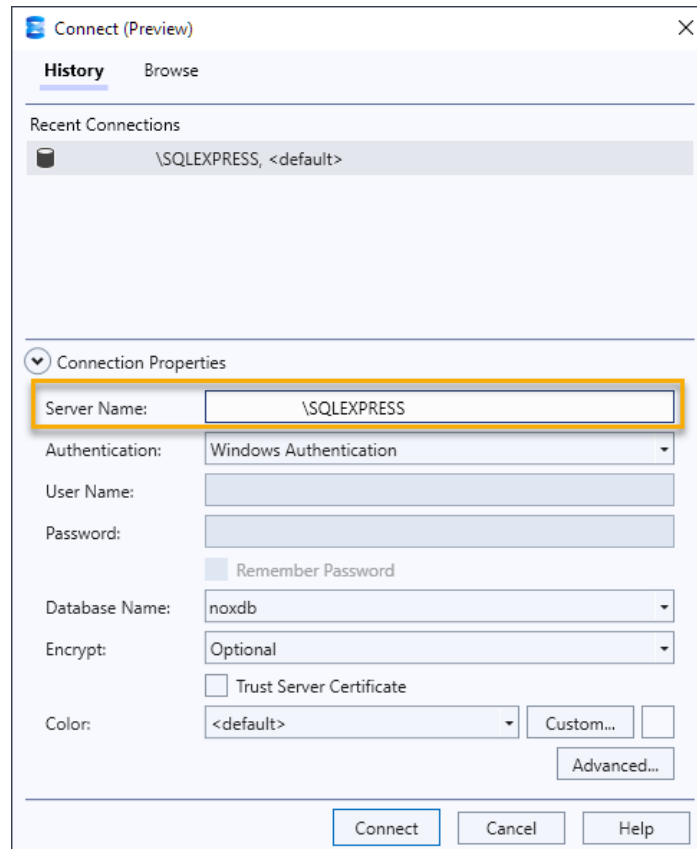 Connect (Preview)
History Browse
Recent Connections
\SQLEXPRESS, <default>
Connection Properties
Server Name: \SQLEXPRESS
Authentication: Windows Authentication
User Name:
Password:
Remember Password
Database Name: noxdb
Encrypt: Optional
Trust Server Certificate
Color: <default> Custom...
Advanced...
Connect Cancel Help